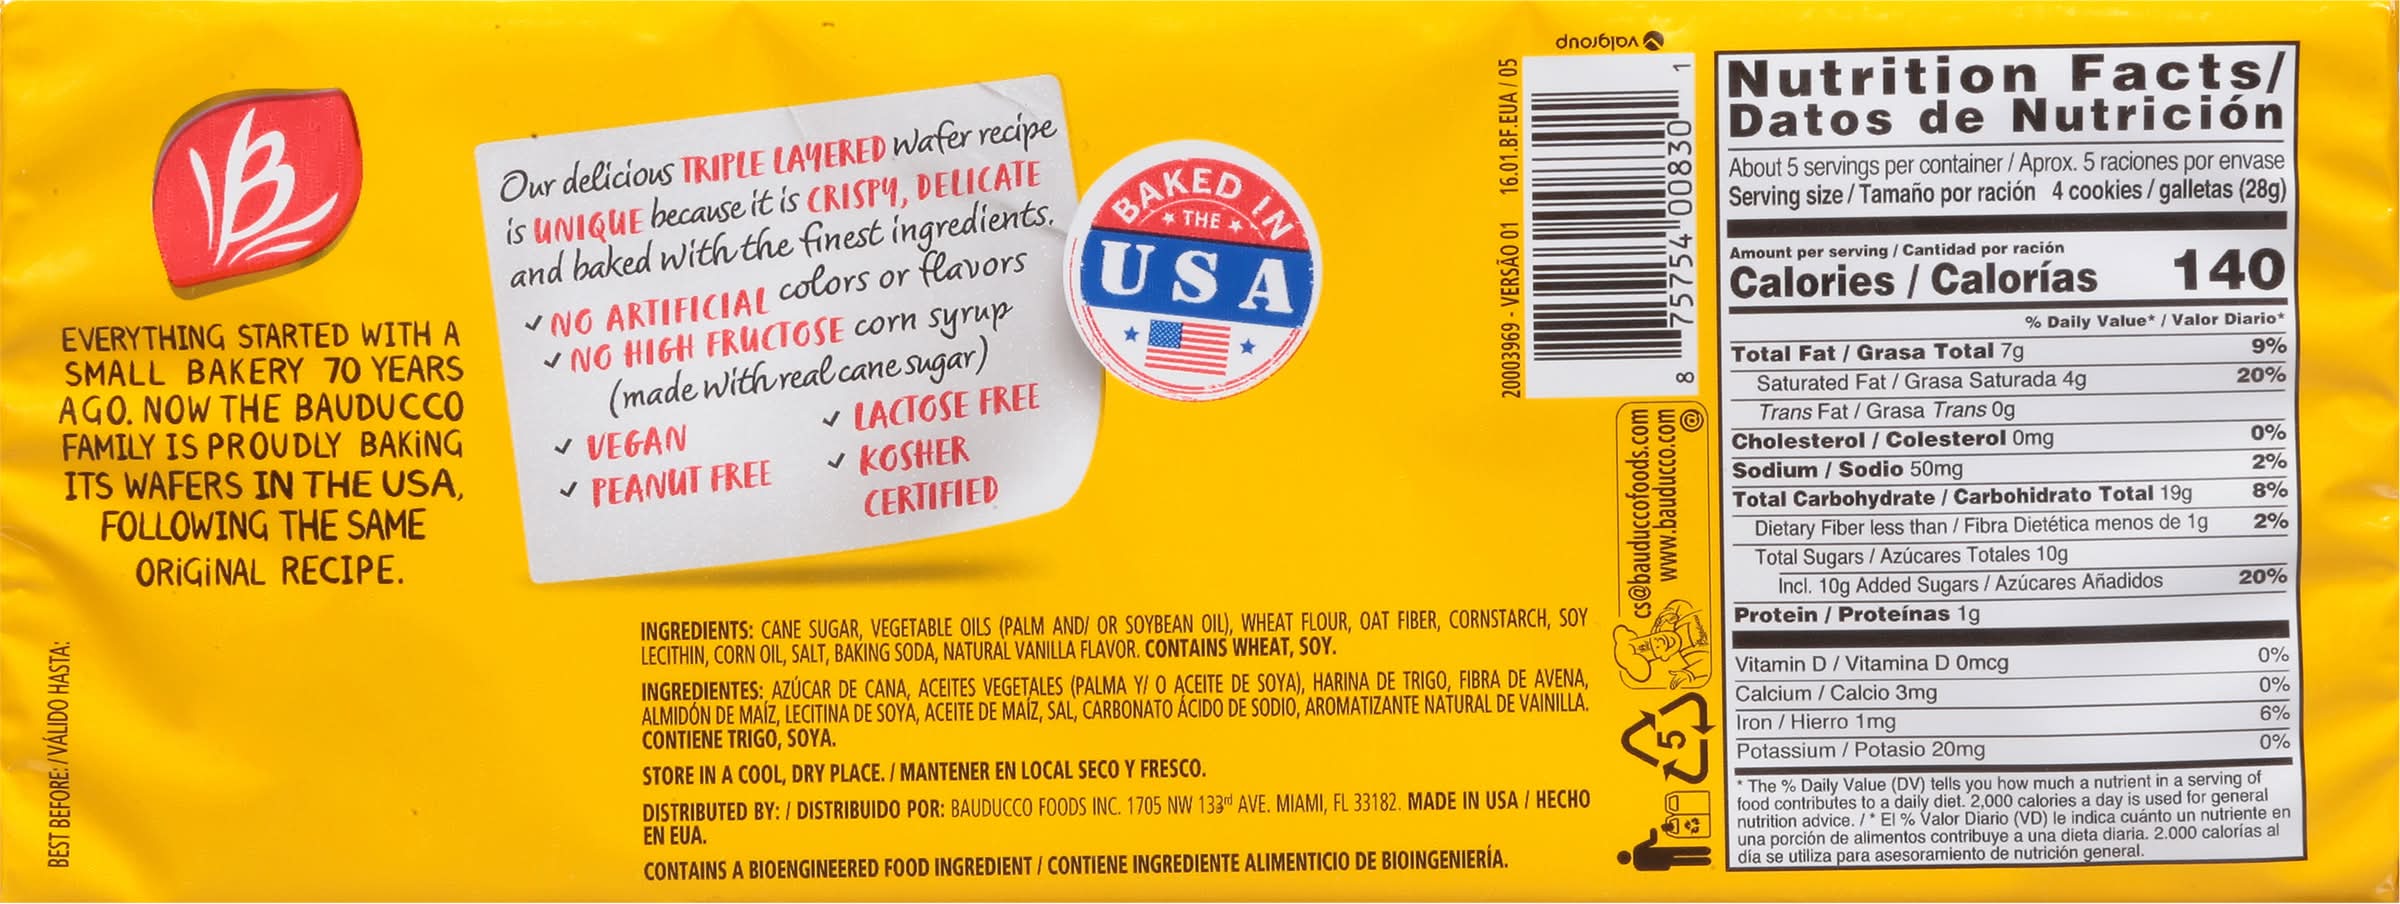 B
EVERYTHING STARTED WITH A
SMALL BAKERY 70 YEARS
AGO. NOW THE BAUDUCCO
FAMILY IS PROUDLY BAKING
ITS WAFERS IN THE USA,
FOLLOWING THE SAME
ORIGINAL RECIPE.
BEST BEFORE: / VÁLIDO HASTA:
Our delicious TRIPLE LAYERED wafer recipe
is UNIQUE because it is CRISPY, DELICATE
and baked with the finest ingredients.
✓ NO ARTIFICIAL colors or flavors
✓ NO HIGH FRUCTOSE corn syrup
(made with real cane sugar)
✓ VEGAN
✓ PEANUT FREE
✓ LACTOSE FREE
✓ KOSHER
CERTIFIED
BAKED IN
★ THE ★
USA
INGREDIENTS: CANE SUGAR, VEGETABLE OILS (PALM AND/ OR SOYBEAN OIL), WHEAT FLOUR, OAT FIBER, CORNSTARCH, SOY
LECITHIN, CORN OIL, SALT, BAKING SODA, NATURAL VANILLA FLAVOR. CONTAINS WHEAT, SOY.
INGREDIENTES: AZÚCAR DE CANA, ACEITES VEGETALES (PALMA Y/ O ACEITE DE SOYA), HARINA DE TRIGO, FIBRA DE AVENA,
ALMIDÓN DE MAÍZ, LECITINA DE SOYA, ACEITE DE MAÍZ, SAL, CARBONATO ÁCIDO DE SODIO, AROMATIZANTE NATURAL DE VAINILLA.
CONTIENE TRIGO, SOYA.
STORE IN A COOL, DRY PLACE. / MANTENER EN LOCAL SECO Y FRESCO.
DISTRIBUTED BY: / DISTRIBUIDO POR: BAUDUCCO FOODS INC. 1705 NW 133rd AVE. MIAMI, FL 33182. MADE IN USA / HECHO
EN EUA.
CONTAINS A BIOENGINEERED FOOD INGREDIENT / CONTIENE INGREDIENTE ALIMENTICIO DE BIOINGENIERÍA.
valgroup
20003969 - VERSÃO 01 16.01.BF.EUA / 05
8 75754 00830 1
cs@bauduccofoods.com
www.bauducco.com
@
5
Nutrition Facts/
Datos de Nutrición
About 5 servings per container / Aprox. 5 raciones por envase
Serving size / Tamaño por ración 4 cookies / galletas (28g)
Amount per serving / Cantidad por ración
Calories / Calorías 140
% Daily Value* / Valor Diario*
Total Fat / Grasa Total 7g 9%
Saturated Fat / Grasa Saturada 4g 20%
Trans Fat / Grasa Trans 0g
Cholesterol / Colesterol 0mg 0%
Sodium / Sodio 50mg 2%
Total Carbohydrate / Carbohidrato Total 19g 8%
Dietary Fiber less than / Fibra Dietética menos de 1g 2%
Total Sugars / Azúcares Totales 10g
Incl. 10g Added Sugars / Azúcares Añadidos 20%
Protein / Proteínas 1g
Vitamin D / Vitamina D 0mcg 0%
Calcium / Calcio 3mg 0%
Iron / Hierro 1mg 6%
Potassium / Potasio 20mg 0%
* The % Daily Value (DV) tells you how much a nutrient in a serving of
food contributes to a daily diet. 2,000 calories a day is used for general
nutrition advice. / * El % Valor Diario (VD) le indica cuánto un nutriente en
una porción de alimentos contribuye a una dieta diaria. 2.000 calorías al
día se utiliza para asesoramiento de nutrición general.